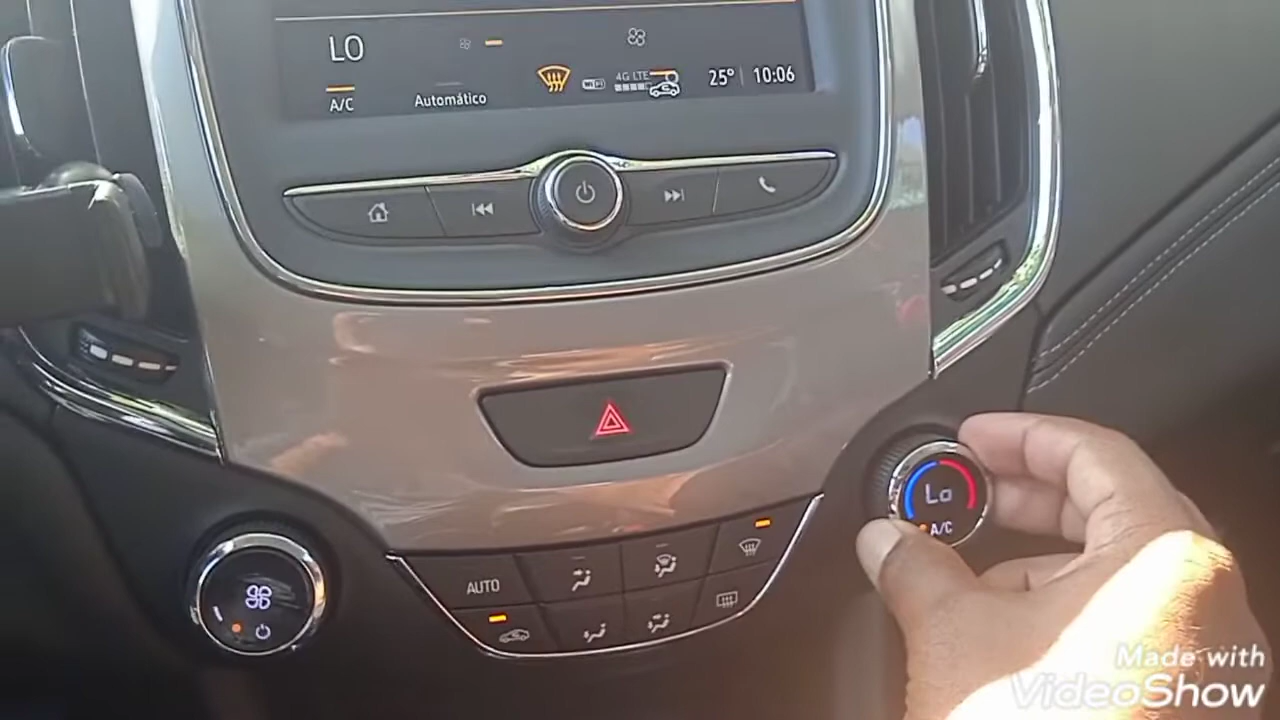 LO
4G LTE
25° 10:06
A/C
Automático
Lo
A/C
AUTO
Made with
VideoShow